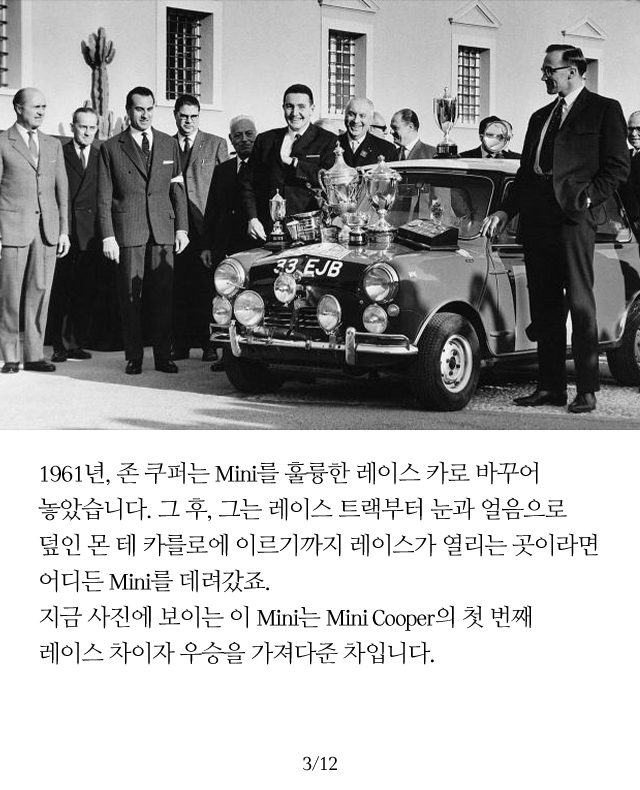 33 EJB
1961년, 존 쿠퍼는 Mini를 훌륭한 레이스 카로 바꾸어
놓았습니다. 그 후, 그는 레이스 트랙부터 눈과 얼음으로
덮인 몬 테 카를로에 이르기까지 레이스가 열리는 곳이라면
어디든 Mini를 데려갔죠.
지금 사진에 보이는 이 Mini는 Mini Cooper의 첫 번째
레이스 차이자 우승을 가져다준 차입니다.
3/12